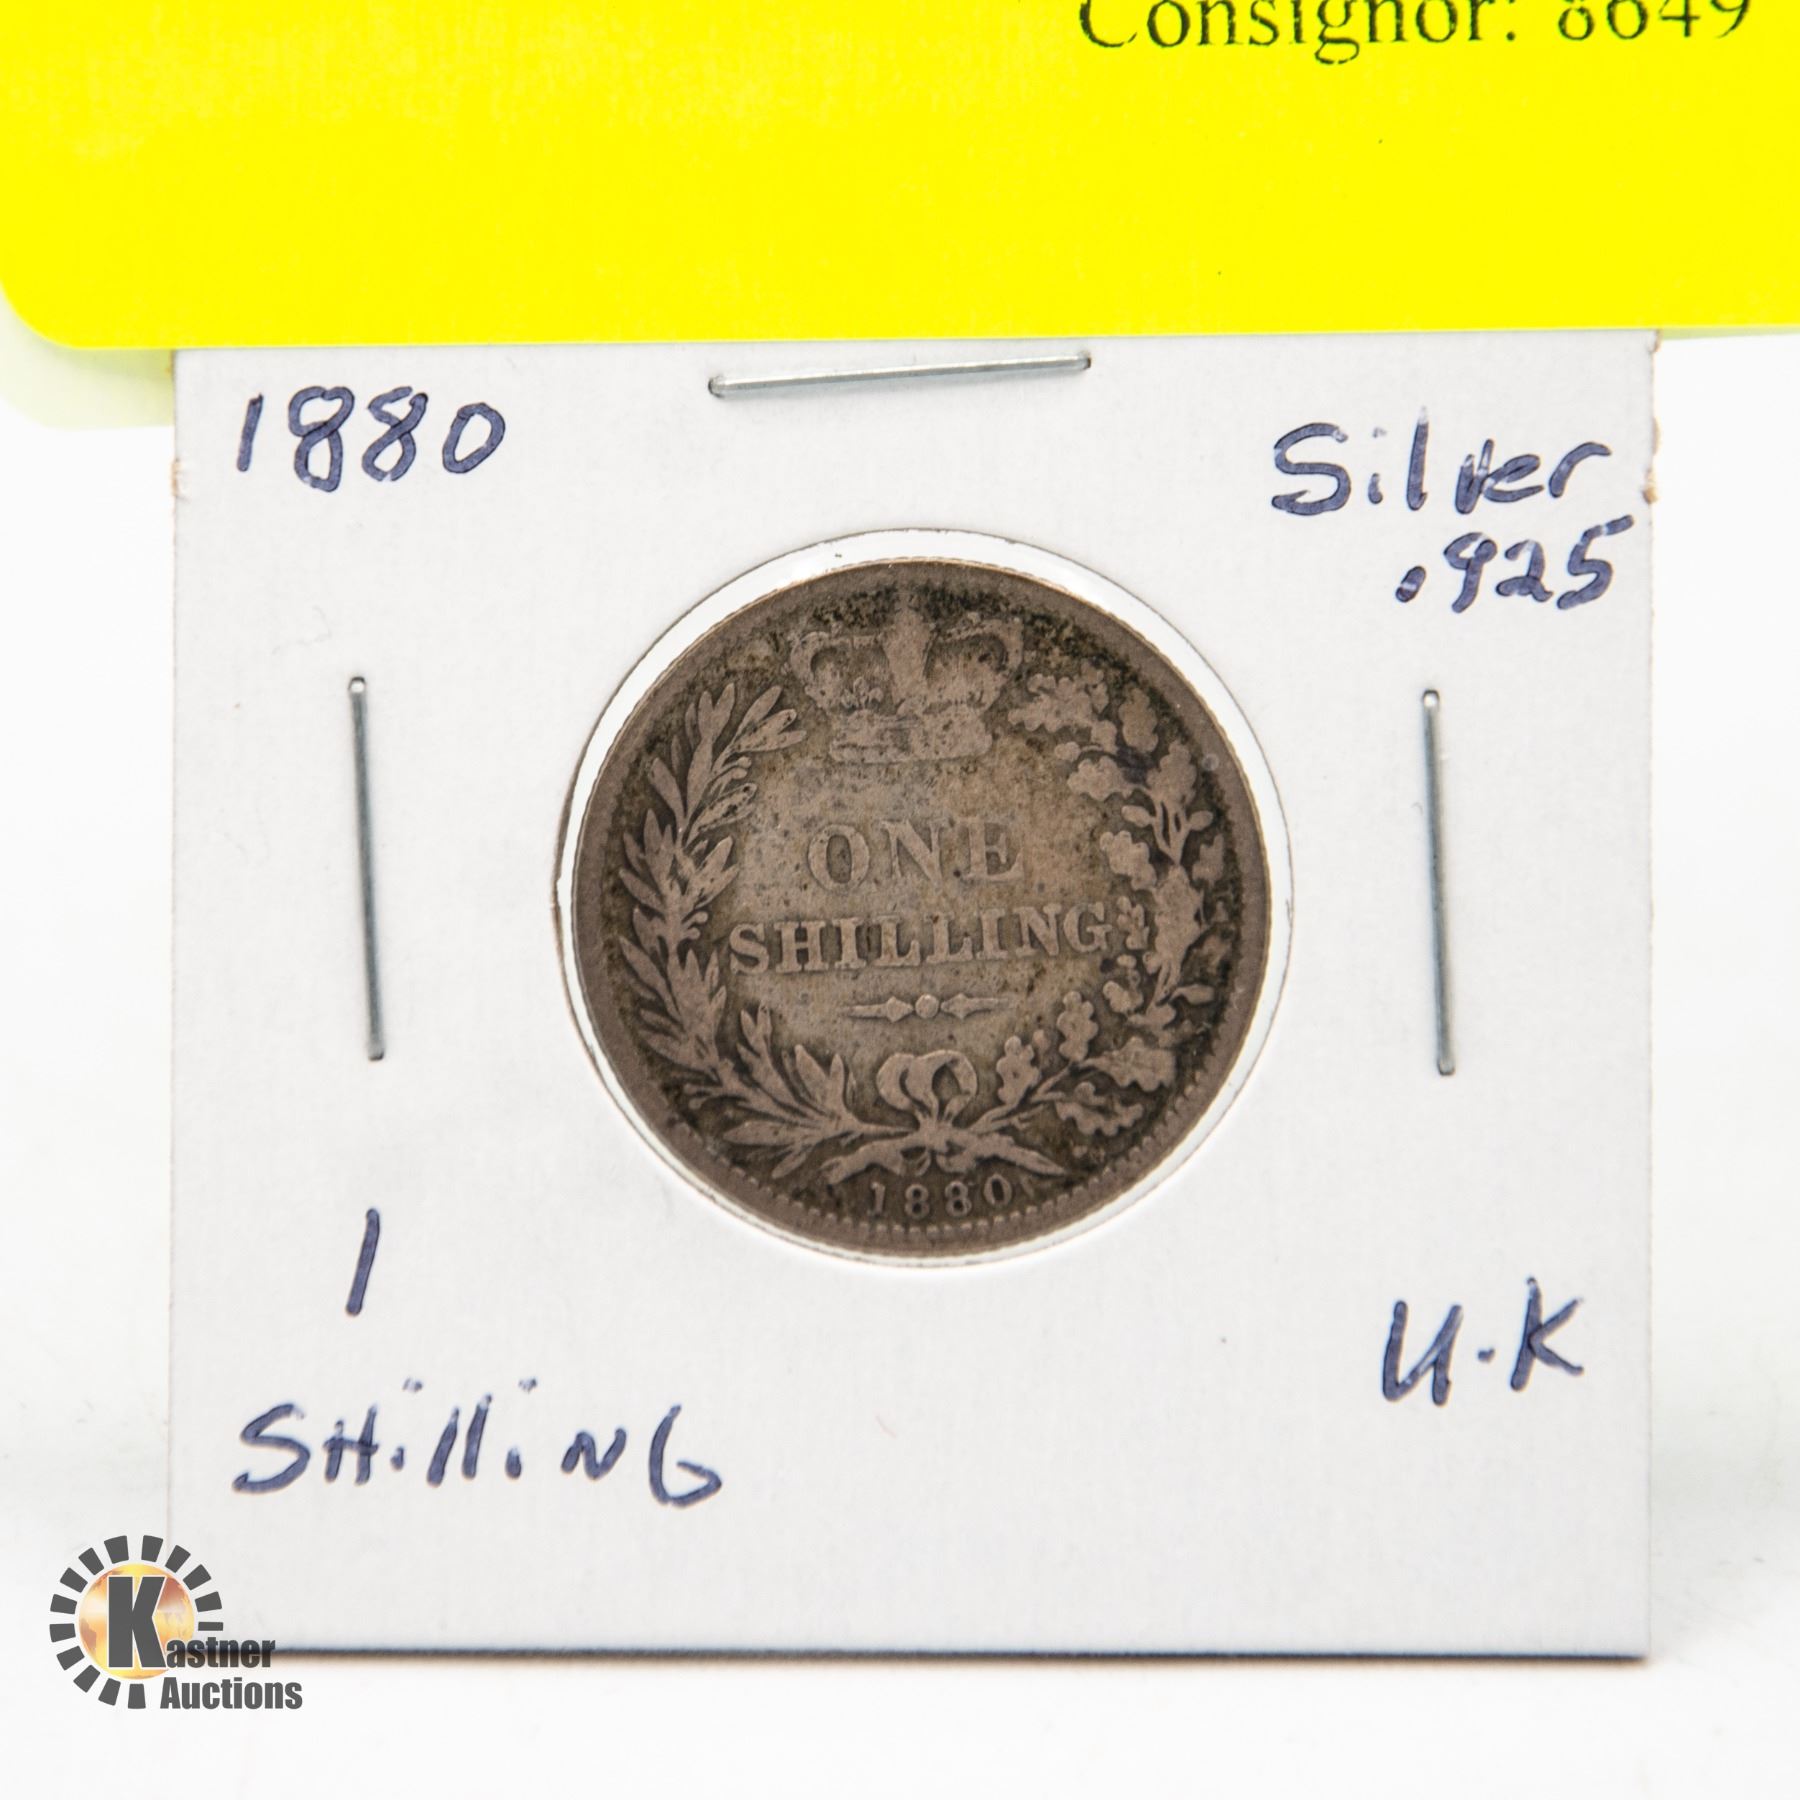 Consignor: 8649
1880
Silver
.925
ONE
SHILLING
1880
1
SHilliNG
U.K
Kastner
Auctions